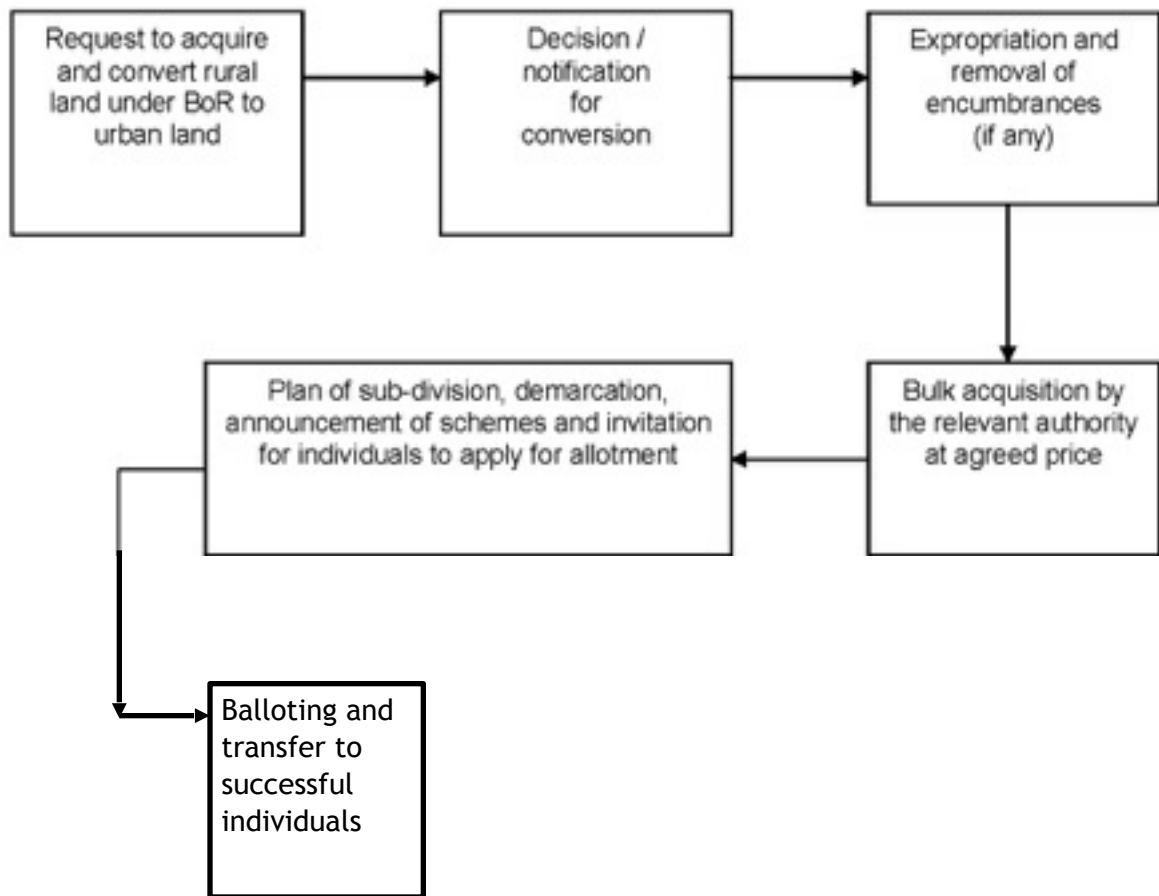 Request to acquire
and convert rural
land under BoR to
urban land
Decision /
notification
for
conversion
Expropriation and
removal of
encumbrances
(if any)
Bulk acquisition by
the relevant authority
at agreed price
Plan of sub-division, demarcation,
announcement of schemes and invitation
for individuals to apply for allotment
Balloting and
transfer to
successful
individuals